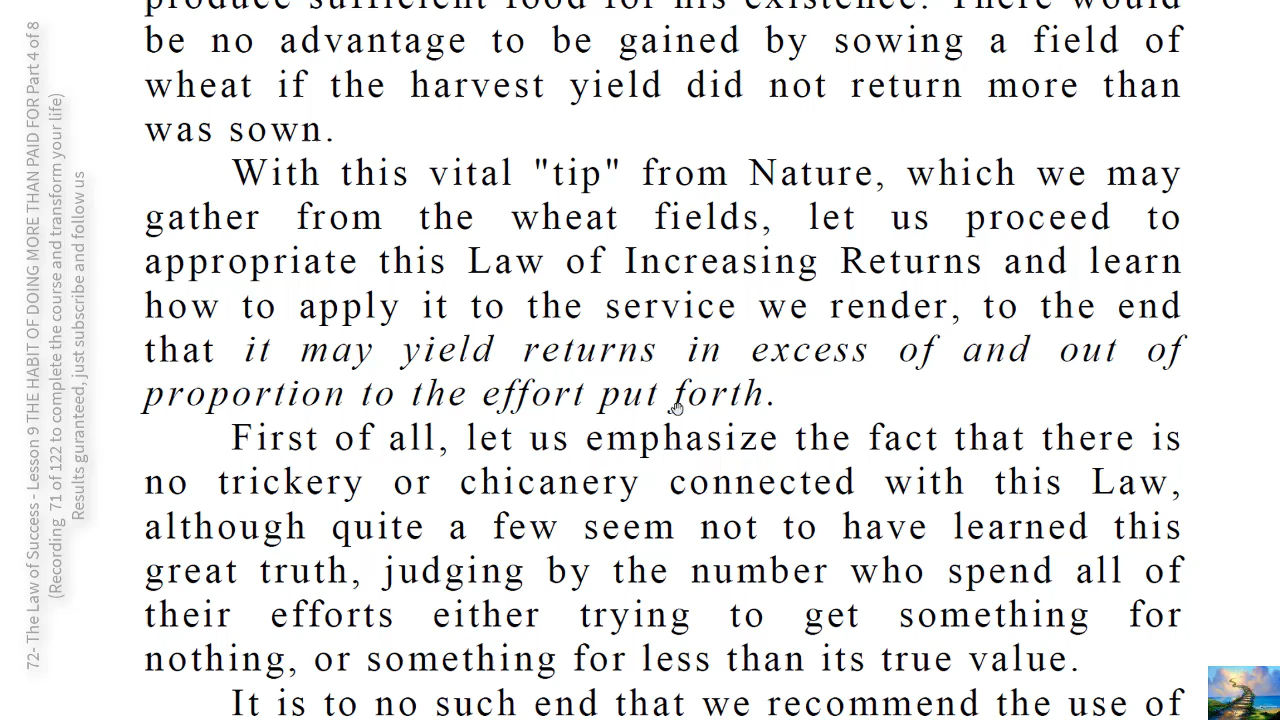 produce sufficient food for his existence. There would
be no advantage to be gained by sowing a field of
wheat if the harvest yield did not return more than
was sown.
With this vital "tip" from Nature, which we may
gather from the wheat fields, let us proceed to
appropriate this Law of Increasing Returns and learn
how to apply it to the service we render, to the end
that it may yield returns in excess of and out of
proportion to the effort put forth.
First of all, let us emphasize the fact that there is
no trickery or chicanery connected with this Law,
although quite a few seem not to have learned this
great truth, judging by the number who spend all of
their efforts either trying to get something for
nothing, or something for less than its true value.
It is to no such end that we recommend the use of
72- The Law of Success - Lesson 9 THE HABIT OF DOING MORE THAN PAID FOR Part 4 of 8
(Recording 71 of 122 to complete the course and transform your life)
Results guranteed, just subscribe and follow us